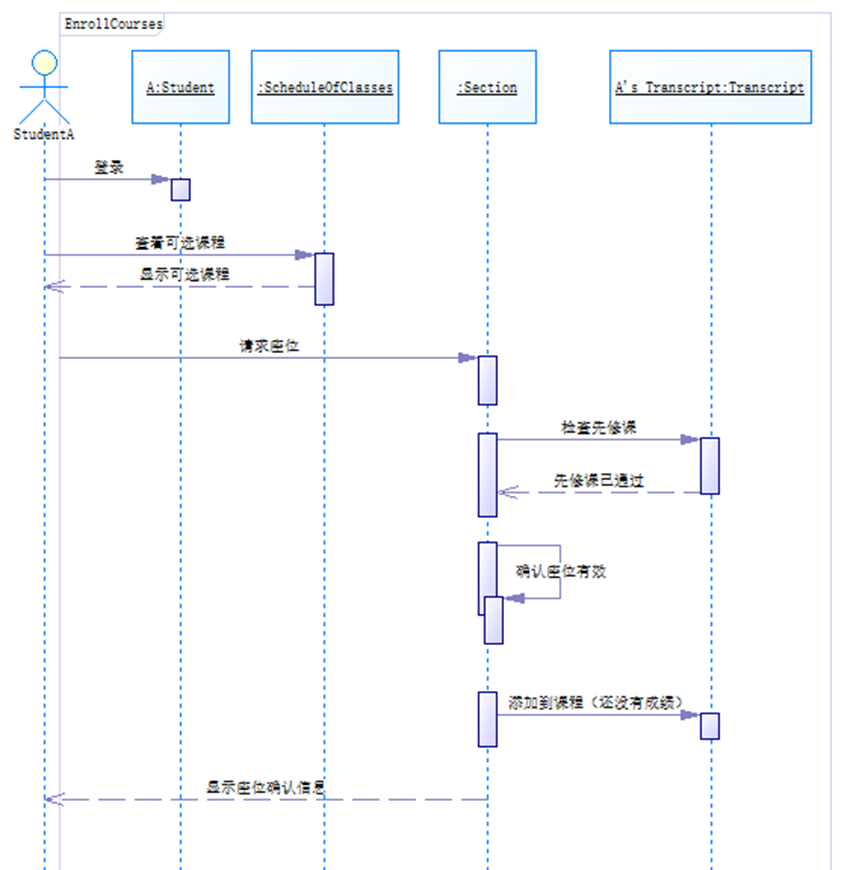 EnrollCourses
A:Student
:ScheduleOfClasses
:Section
A's Transcript:Transcript
StudentA
登录
查看可选课程
显示可选课程
请求座位
检查先修课
先修课已通过
确认座位有效
添加到课程（还没有成绩）
显示座位确认信息